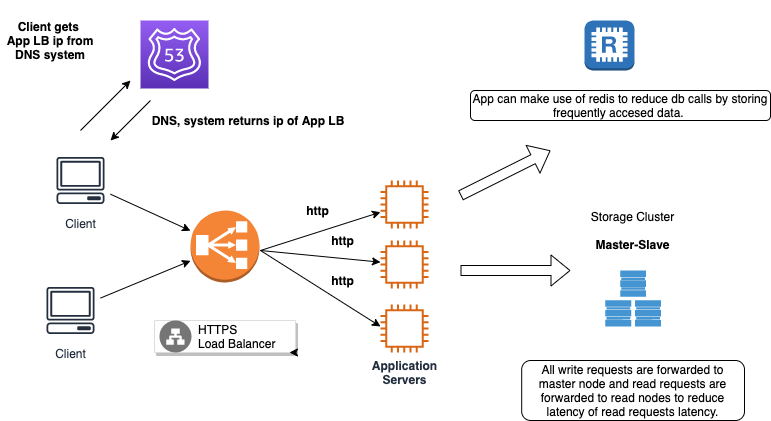 Client gets
App LB ip from
DNS system
53
DNS, system returns ip of App LB
R
App can make use of redis to reduce db calls by storing
frequently accesed data.
Client
http
http
http
Storage Cluster
Master-Slave
HTTPS
Load Balancer
Client
Application
Servers
All write requests are forwarded to
master node and read requests are
forwarded to read nodes to reduce
latency of read requests latency.